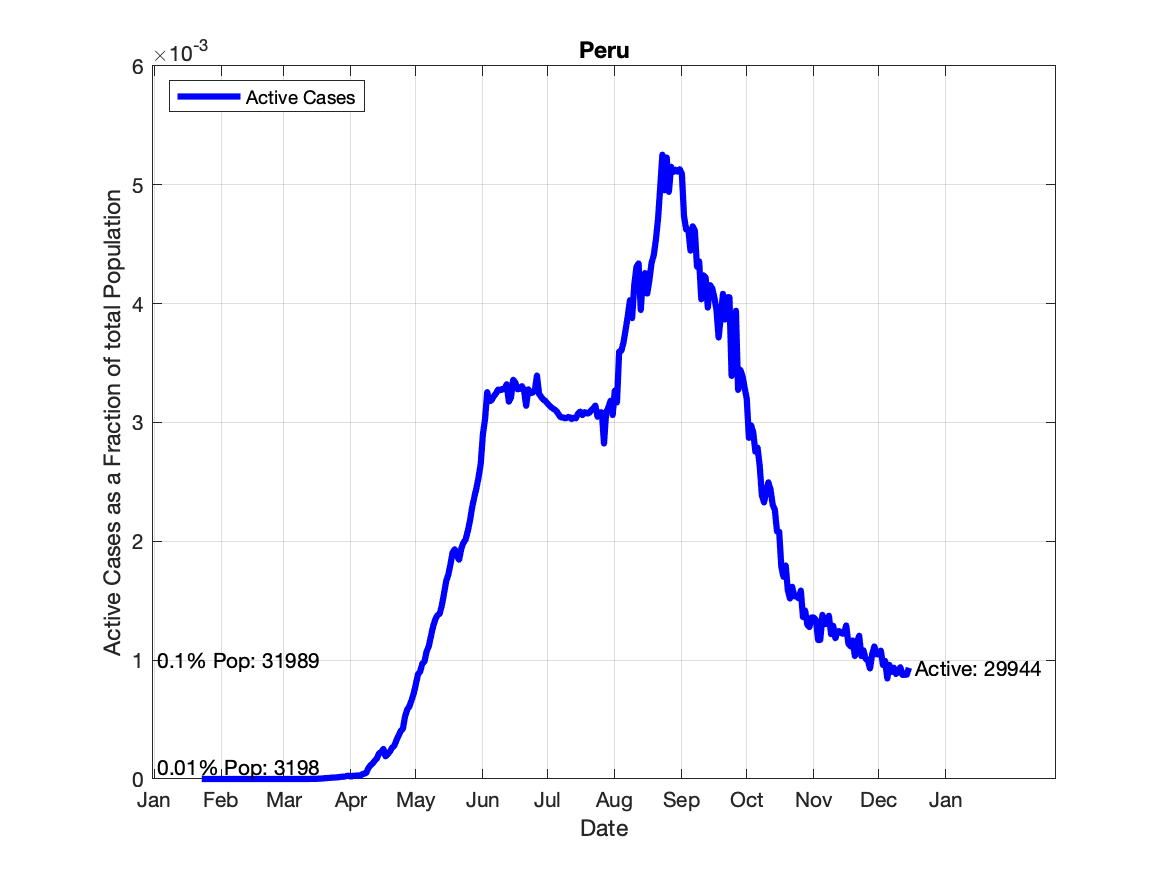 Peru
×10-3
Active Cases
6
5
4
3
2
1
0
Active Cases as a Fraction of total Population
0.1% Pop: 31989
0.01% Pop: 3198
Active: 29944
Jan Feb Mar Apr May Jun Jul Aug Sep Oct Nov Dec Jan
Date